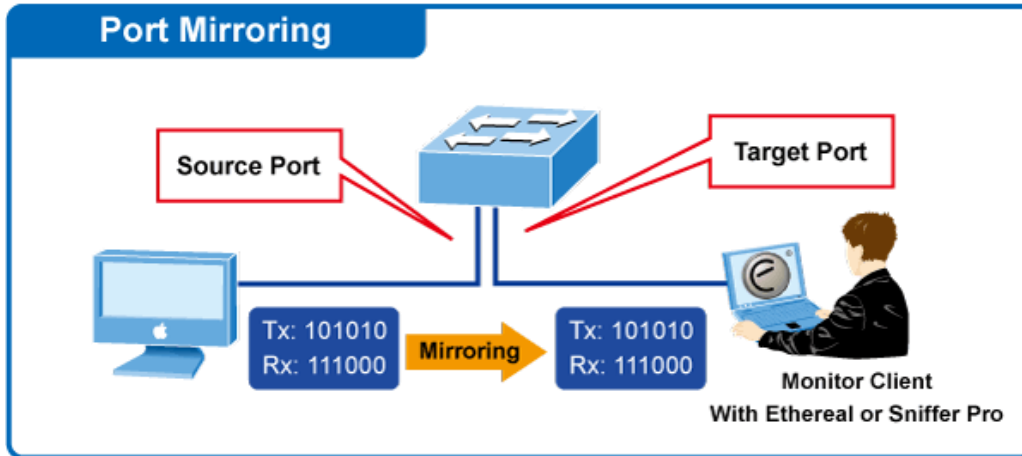 Port Mirroring
Source Port
Target Port
Tx: 101010
Rx: 111000
Mirroring
Tx: 101010
Rx: 111000
Monitor Client
With Ethereal or Sniffer Pro